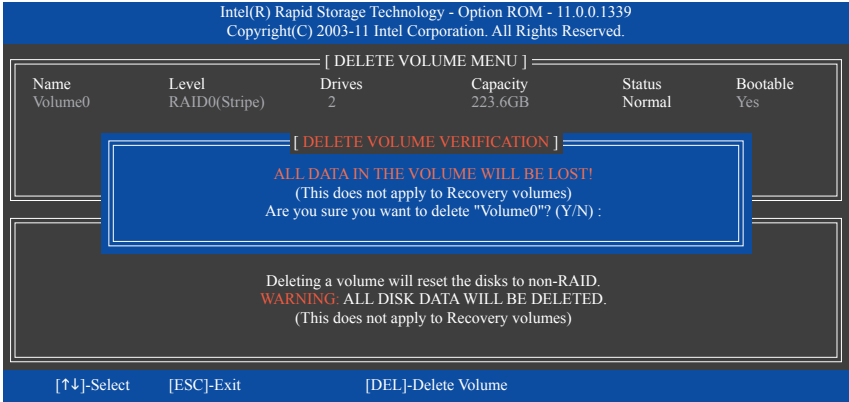 Intel(R) Rapid Storage Technology - Option ROM - 11.0.0.1339
Copyright(C) 2003-11 Intel Corporation. All Rights Reserved.
[ DELETE VOLUME MENU ]
Name Level Drives Capacity Status Bootable
Volume0 RAID0(Stripe) 2 223.6GB Normal Yes
[ DELETE VOLUME VERIFICATION ]
ALL DATA IN THE VOLUME WILL BE LOST!
(This does not apply to Recovery volumes)
Are you sure you want to delete "Volume0"? (Y/N) :
Deleting a volume will reset the disks to non-RAID.
WARNING: ALL DISK DATA WILL BE DELETED.
(This does not apply to Recovery volumes)
[↑↓]-Select [ESC]-Exit [DEL]-Delete Volume